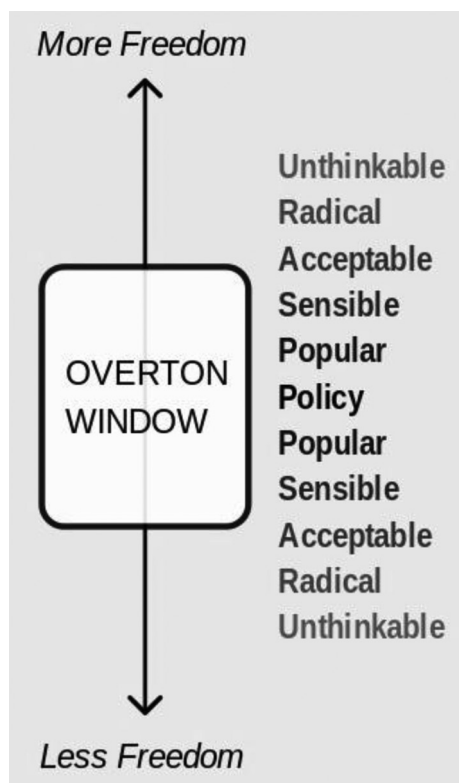 More Freedom
Unthinkable
Radical
Acceptable
Sensible
Popular
Policy
Popular
Sensible
Acceptable
Radical
Unthinkable
OVERTON
WINDOW
Less Freedom